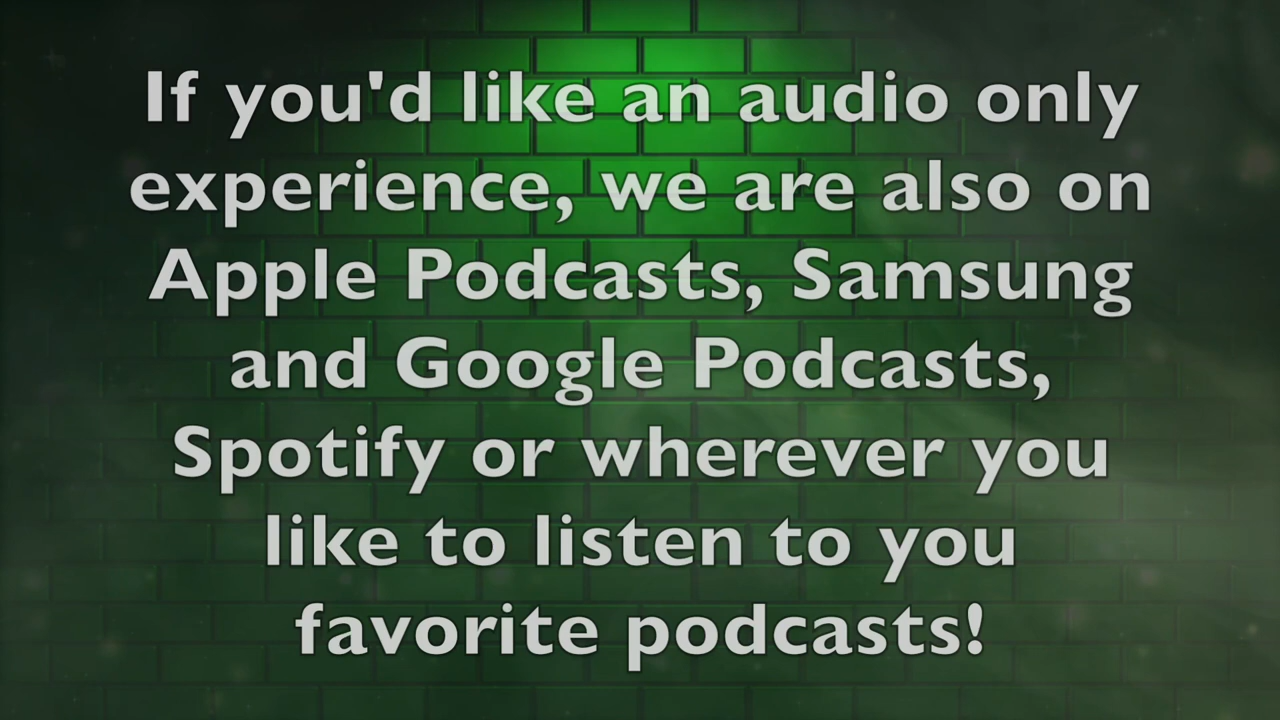 If you'd like an audio only
experience, we are also on
Apple Podcasts, Samsung
and Google Podcasts,
Spotify or wherever you
like to listen to you
favorite podcasts!